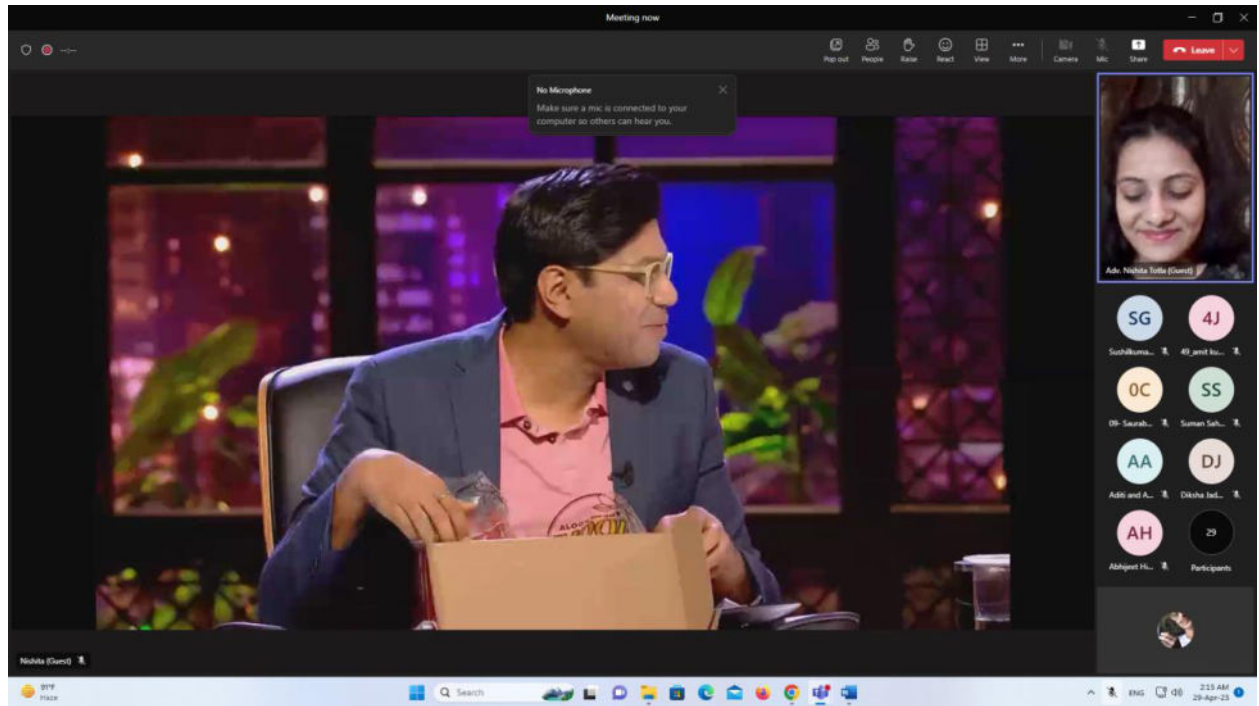 Meeting now
Pop out People Raise React View More Camera Mic Share Leave
No Microphone
Make sure a mic is connected to your
computer so others can hear you.
Adv. Nishita Totla (Guest)
SG 4J
Sushilkuma... 49_amit ku...
0C SS
09- Saurab... Suman Sah...
AA DJ
Aditi and A... Diksha Jad...
AH 29
Abhijeet Hi... Participants
Nishita (Guest)
91°F
Haze
Search
ENG
2:15 AM
29-Apr-23